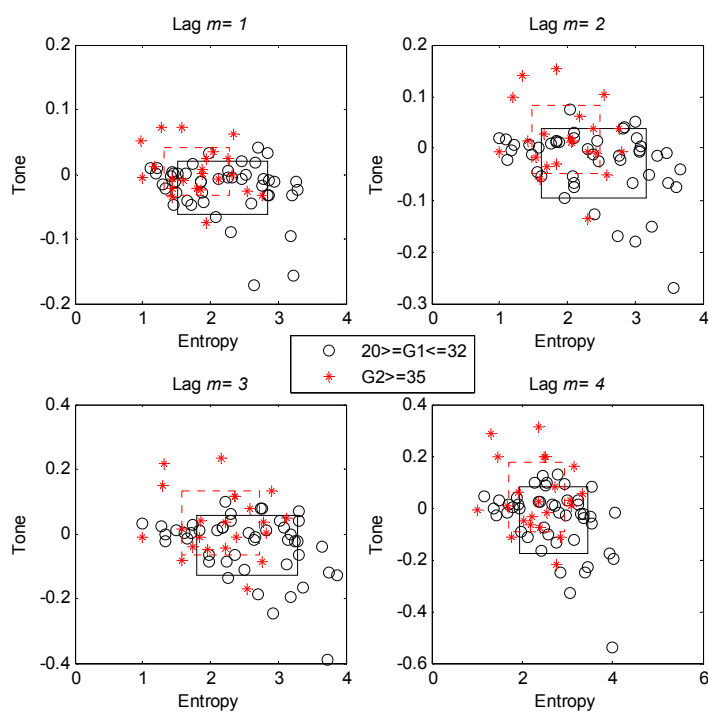 Lag m= 1
0.2
0.1
0
-0.1
-0.2
Tone
0 1 2 3 4
Entropy
Lag m= 2
0.2
0.1
0
-0.1
-0.2
-0.3
Tone
0 1 2 3 4
Entropy
20>=G1<=32
G2>=35
Lag m= 3
0.4
0.2
0
-0.2
-0.4
Tone
0 1 2 3 4
Entropy
Lag m= 4
0.4
0.2
0
-0.2
-0.4
-0.6
Tone
0 2 4 6
Entropy